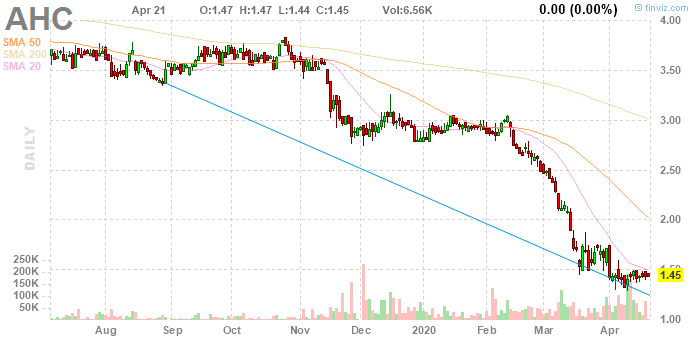 AHC
Apr 21 O:1.47 H:1.47 L:1.44 C:1.45 Vol:6.56K 0.00 (0.00%)
© finviz.com
SMA 50
SMA 200
SMA 20
DAILY
4.00
3.50
3.00
2.50
2.00
1.50
1.45
1.00
250K
200K
150K
100K
50K
Aug Sep Oct Nov Dec 2020 Feb Mar Apr